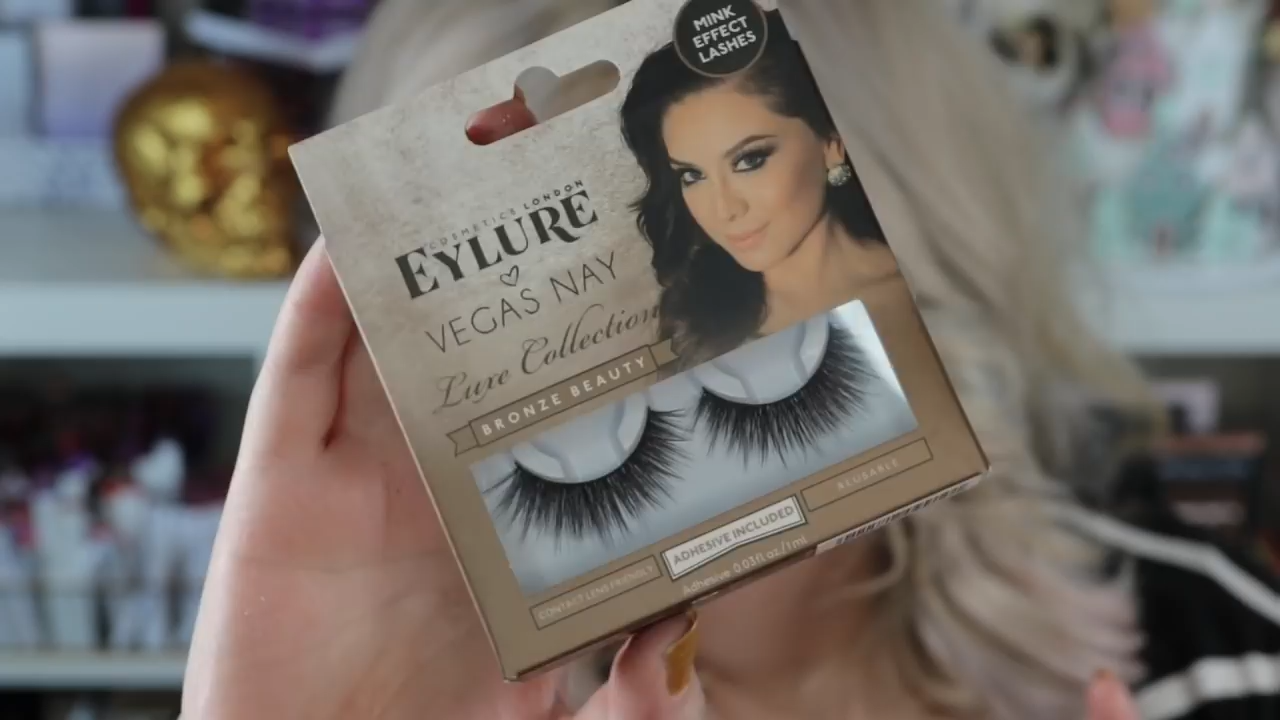 MINK
EFFECT
LASHES
COSMETICS LONDON
EYLURE
VEGAS NAY
Luxe Collection
BRONZE BEAUTY
CONTACT LENS FRIENDLY
ADHESIVE INCLUDED
REUSABLE
Adhesive 0.03fl oz/1ml